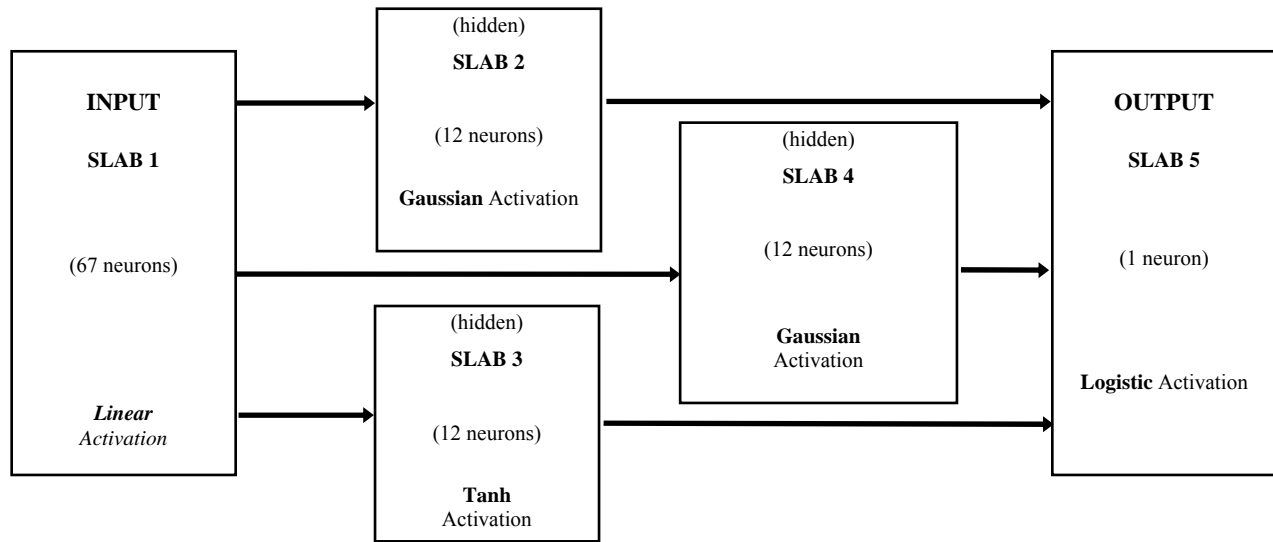 INPUT
SLAB 1
(67 neurons)
Linear
Activation
(hidden)
SLAB 2
(12 neurons)
Gaussian Activation
(hidden)
SLAB 3
(12 neurons)
Tanh
Activation
(hidden)
SLAB 4
(12 neurons)
Gaussian
Activation
OUTPUT
SLAB 5
(1 neuron)
Logistic Activation